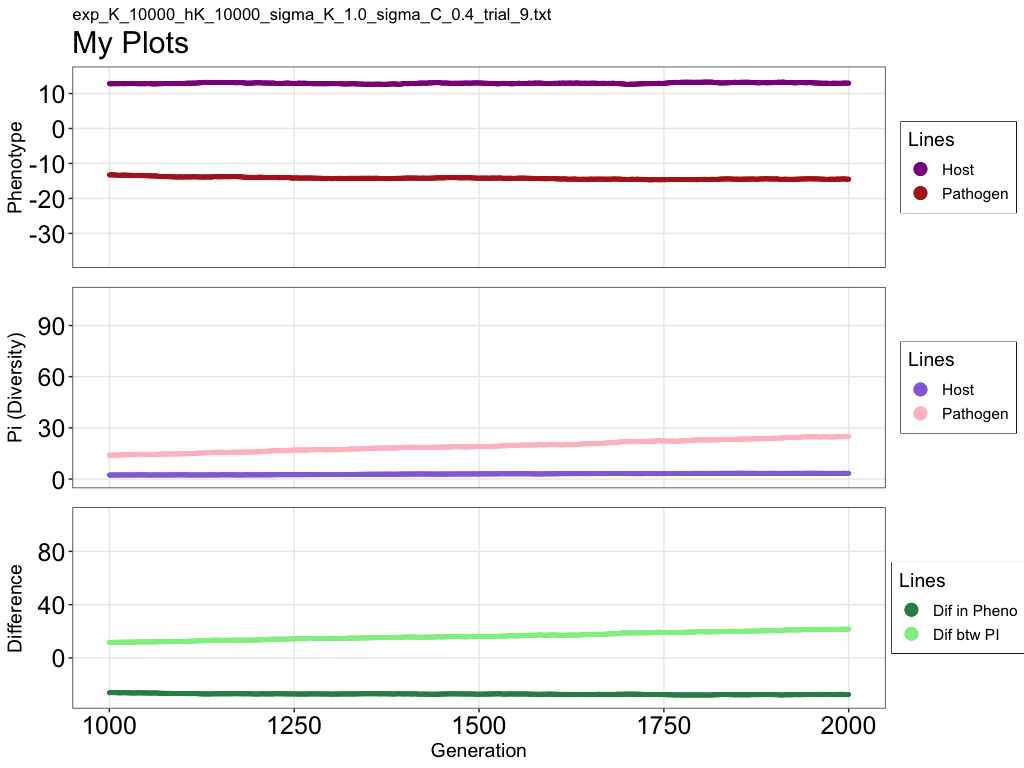 exp_K_10000_hK_10000_sigma_K_1.0_sigma_C_0.4_trial_9.txt
My Plots
Phenotype
10
0
-10
-20
-30
Lines
Host
Pathogen
Pi (Diversity)
90
60
30
0
Lines
Host
Pathogen
Difference
80
40
0
Lines
Dif in Pheno
Dif btw PI
1000 1250 1500 1750 2000
Generation